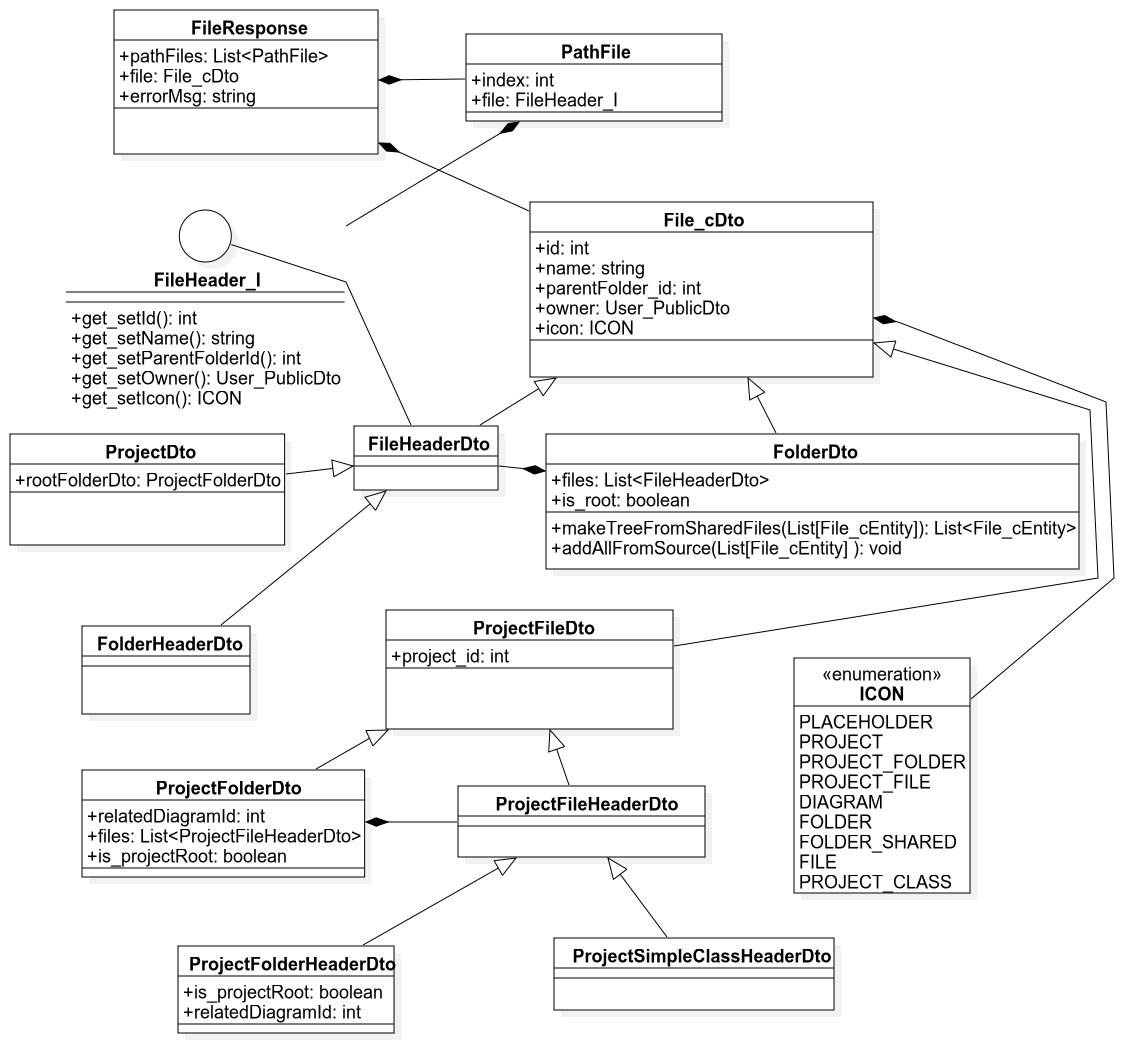 FileResponse
+pathFiles: List<PathFile>
+file: File_cDto
+errorMsg: string
PathFile
+index: int
+file: FileHeader_I
FileHeader_I
+get_setId(): int
+get_setName(): string
+get_setParentFolderId(): int
+get_setOwner(): User_PublicDto
+get_setIcon(): ICON
File_cDto
+id: int
+name: string
+parentFolder_id: int
+owner: User_PublicDto
+icon: ICON
ProjectDto
+rootFolderDto: ProjectFolderDto
FileHeaderDto
FolderDto
+files: List<FileHeaderDto>
+is_root: boolean
+makeTreeFromSharedFiles(List[File_cEntity]): List<File_cEntity>
+addAllFromSource(List[File_cEntity] ): void
FolderHeaderDto
ProjectFileDto
+project_id: int
«enumeration»
ICON
PLACEHOLDER
PROJECT
PROJECT_FOLDER
PROJECT_FILE
DIAGRAM
FOLDER
FOLDER_SHARED
FILE
PROJECT_CLASS
ProjectFolderDto
+relatedDiagramId: int
+files: List<ProjectFileHeaderDto>
+is_projectRoot: boolean
ProjectFileHeaderDto
ProjectFolderHeaderDto
+is_projectRoot: boolean
+relatedDiagramId: int
ProjectSimpleClassHeaderDto